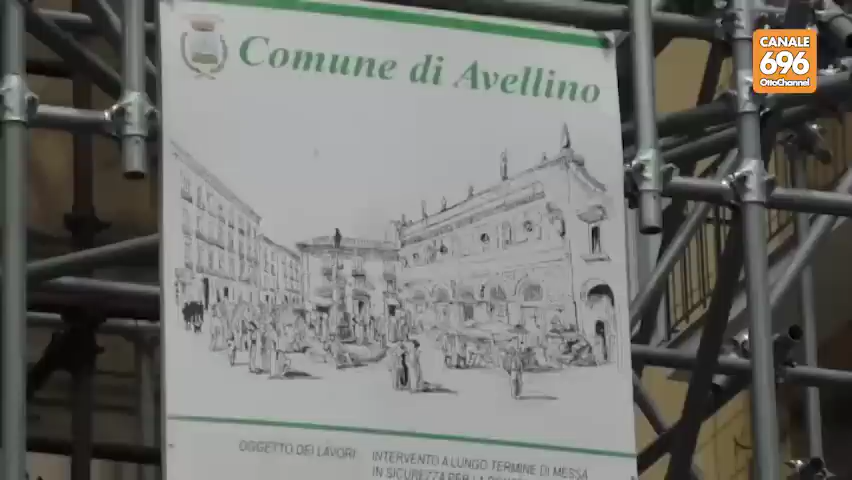 CANALE
696
OttoChannel
Comune di Avellino
OGGETTO DEI LAVORI: INTERVENTO A LUNGO TERMINE DI MESSA
IN SICUREZZA PER LA